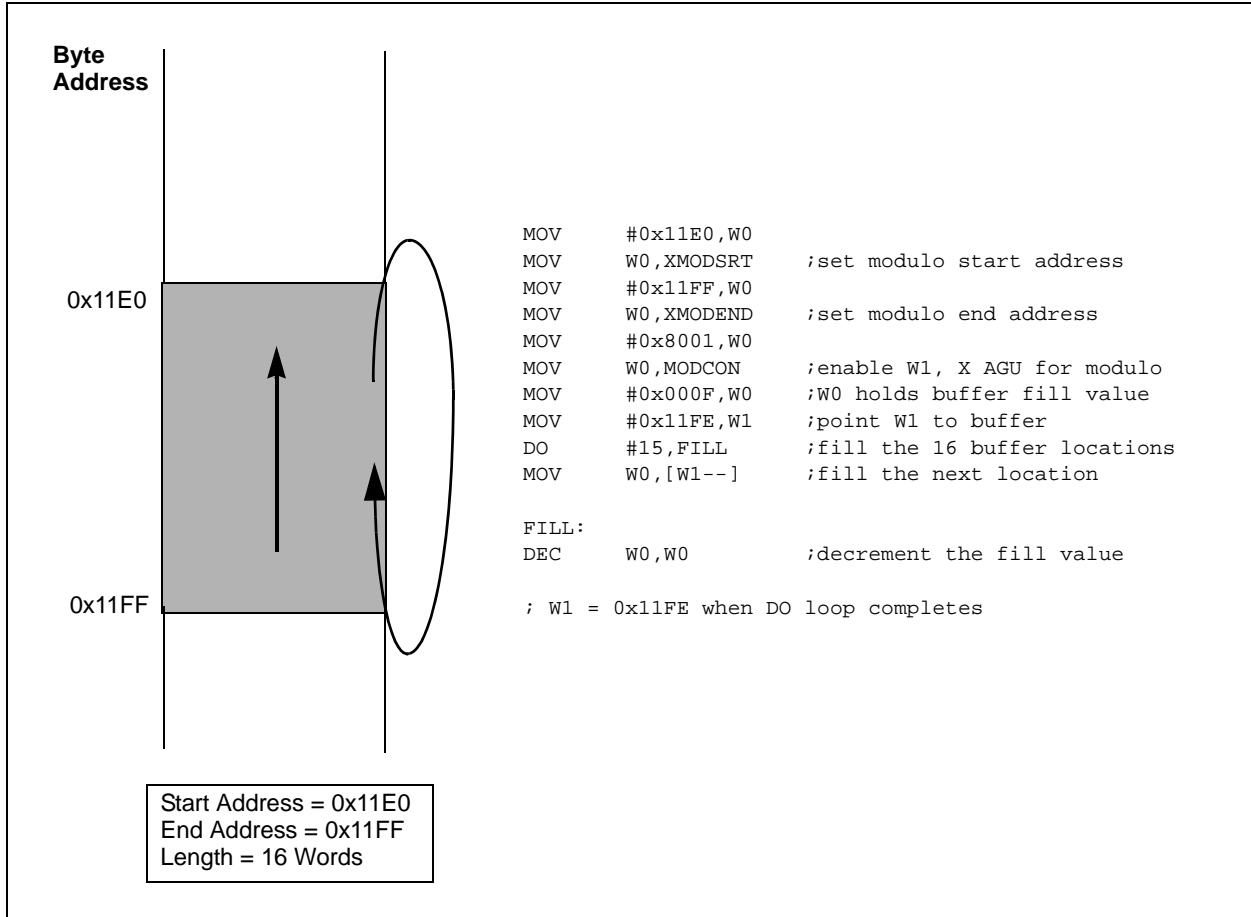 Byte
Address
0x11E0
0x11FF
MOV #0x11E0,W0
MOV W0,XMODSRT ;set modulo start address
MOV #0x11FF,W0
MOV W0,XMODEND ;set modulo end address
MOV #0x8001,W0
MOV W0,MODCON ;enable W1, X AGU for modulo
MOV #0x000F,W0 ;W0 holds buffer fill value
MOV #0x11FE,W1 ;point W1 to buffer
DO #15,FILL ;fill the 16 buffer locations
MOV W0,[W1--] ;fill the next location
FILL:
DEC W0,W0 ;decrement the fill value
; W1 = 0x11FE when DO loop completes
Start Address = 0x11E0
End Address = 0x11FF
Length = 16 Words